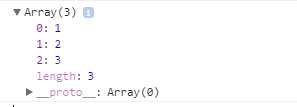 ▼Array(3) i
0: 1
1: 2
2: 3
length: 3
▶__proto__: Array(0)